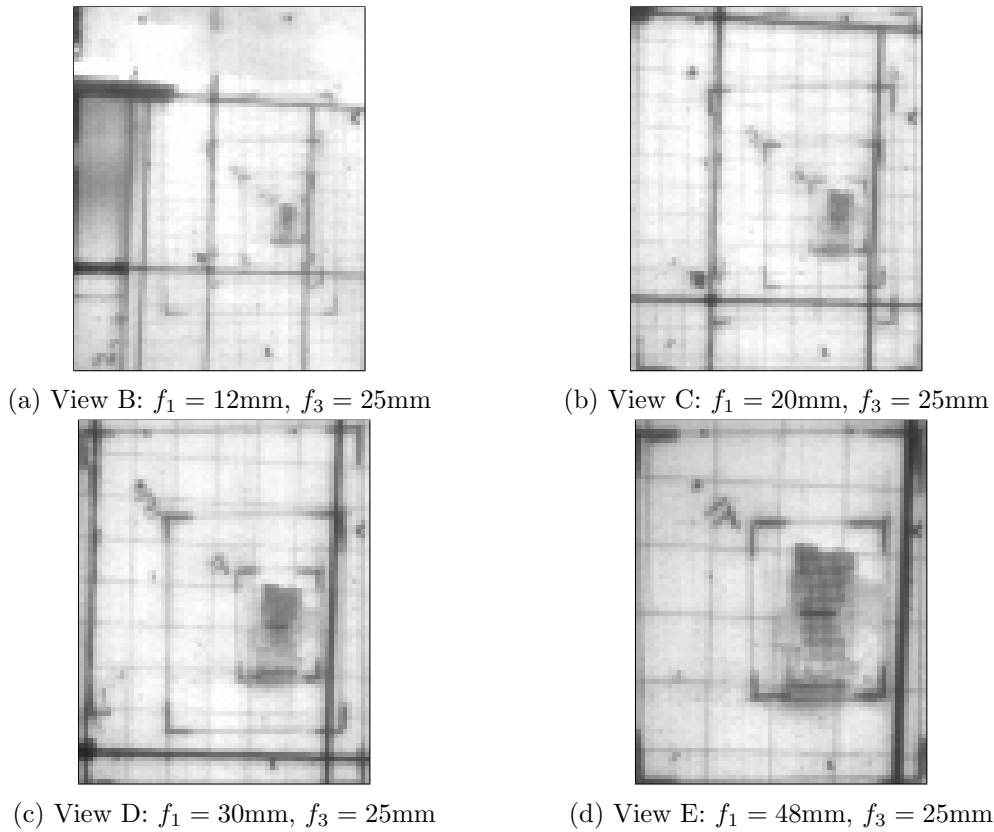 (a) View B: f₁ = 12mm, f₃ = 25mm
(b) View C: f₁ = 20mm, f₃ = 25mm
A
(c) View D: f₁ = 30mm, f₃ = 25mm
A
(d) View E: f₁ = 48mm, f₃ = 25mm